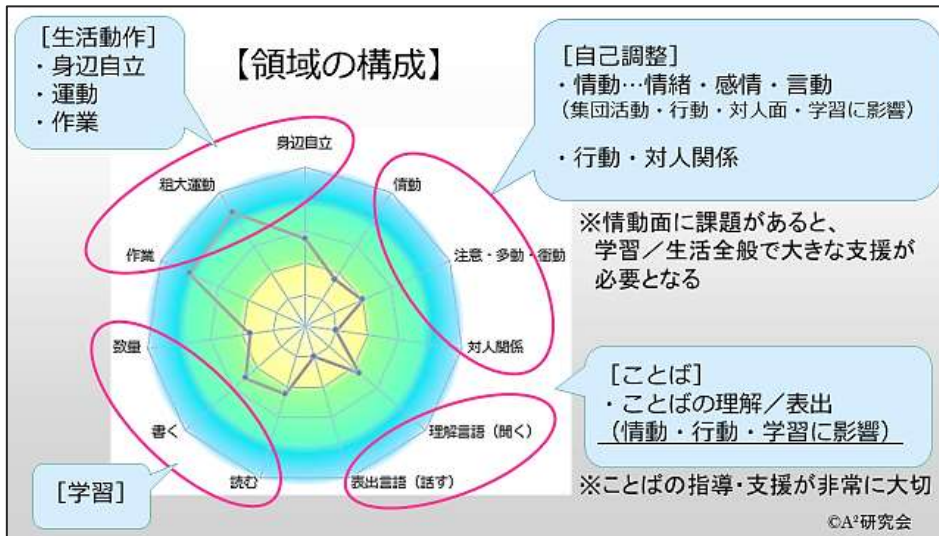 【領域の構成】
[生活動作]
・身辺自立
・運動
・作業
[自己調整]
・情動…情緒・感情・言動
(集団活動・行動・対人面・学習に影響)
・行動・対人関係
※情動面に課題があると、
学習／生活全般で大きな支援が
必要となる
身辺自立
情動
注意・多動・衝動
対人関係
理解言語（聞く）
表出言語（話す）
読む
書く
数量
作業
粗大運動
[ことば]
・ことばの理解／表出
(情動・行動・学習に影響)
※ことばの指導・支援が非常に大切
[学習]
©A²研究会